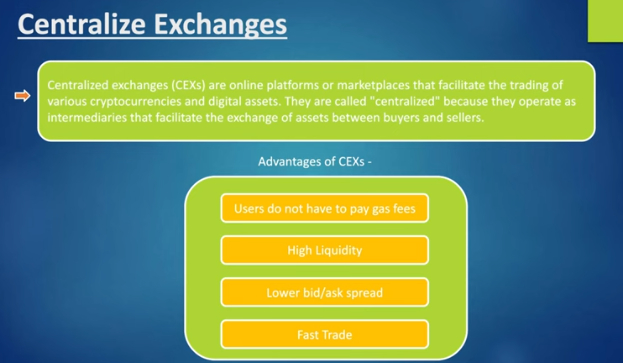 Centralize Exchanges
Centralized exchanges (CEXs) are online platforms or marketplaces that facilitate the trading of
various cryptocurrencies and digital assets. They are called "centralized" because they operate as
intermediaries that facilitate the exchange of assets between buyers and sellers.
Advantages of CEXs -
Users do not have to pay gas fees
High Liquidity
Lower bid/ask spread
Fast Trade